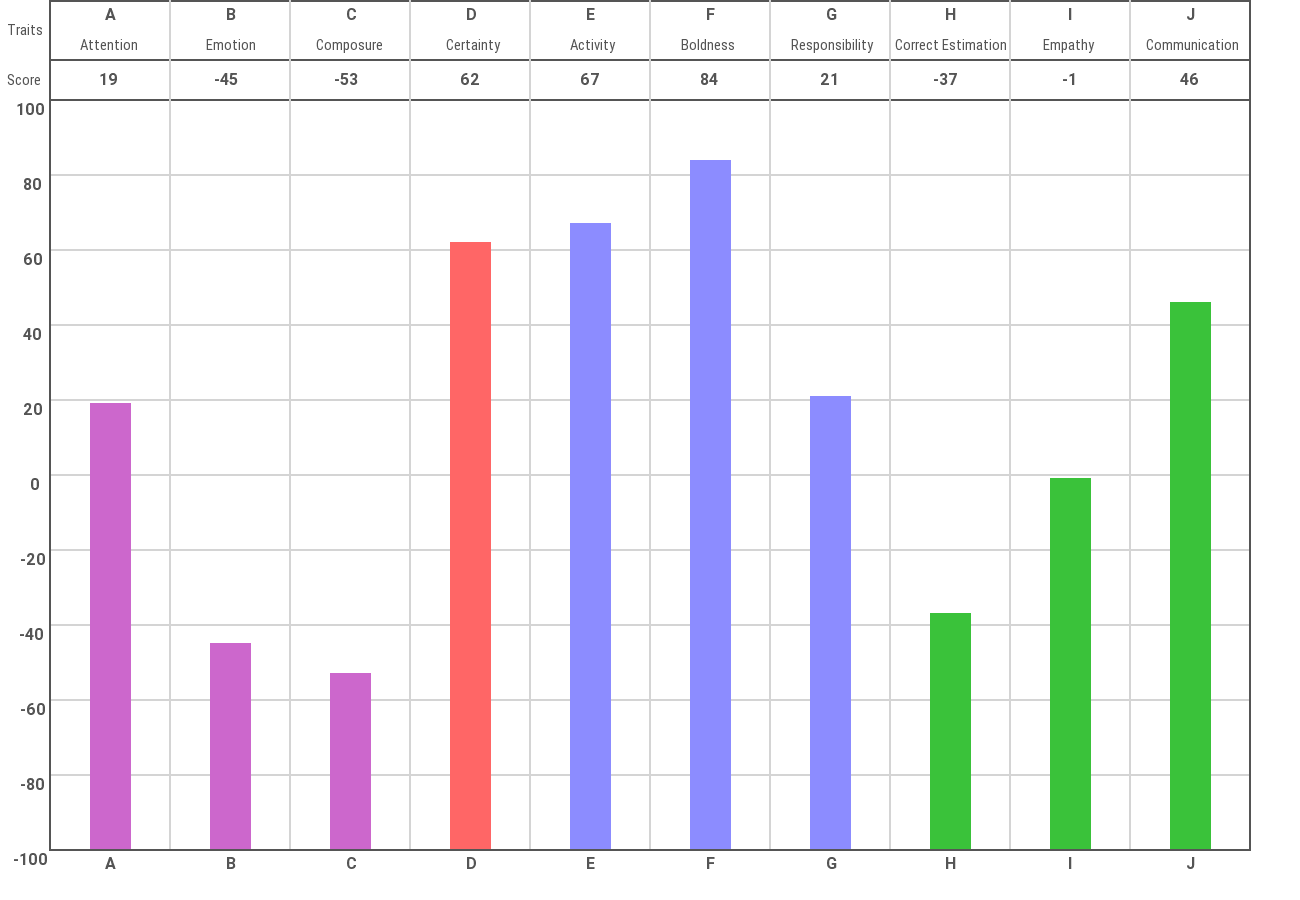 Traits
A B C D E F G H I J
Attention Emotion Composure Certainty Activity Boldness Responsibility Correct Estimation Empathy Communication
Score 19 -45 -53 62 67 84 21 -37 -1 46
100
80
60
40
20
0
-20
-40
-60
-80
-100
A B C D E F G H I J